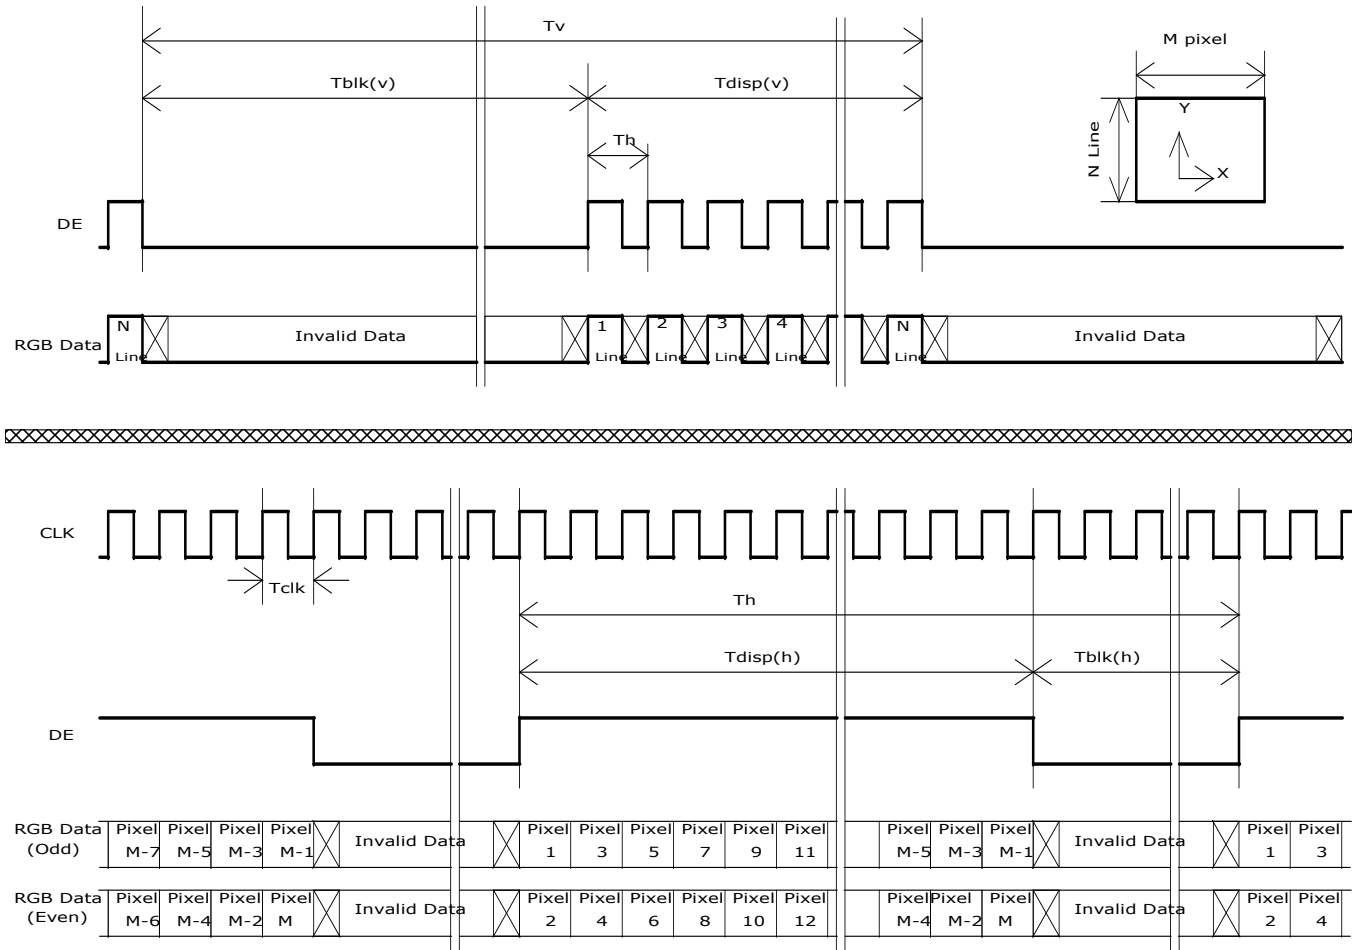 Tv
M pixel
Tblk(v)
Tdisp(v)
Y
N Line
Th
X
DE
RGB Data
N
Line
Invalid Data
1
Line
2
Line
3
Line
4
Line
N
Line
Invalid Data
CLK
Tclk
Th
Tdisp(h)
Tblk(h)
DE
RGB Data
(Odd)
Pixel
M-7
Pixel
M-5
Pixel
M-3
Pixel
M-1
Invalid Data
Pixel
1
Pixel
3
Pixel
5
Pixel
7
Pixel
9
Pixel
11
Pixel
M-5
Pixel
M-3
Pixel
M-1
Invalid Data
Pixel
1
Pixel
3
RGB Data
(Even)
Pixel
M-6
Pixel
M-4
Pixel
M-2
Pixel
M
Invalid Data
Pixel
2
Pixel
4
Pixel
6
Pixel
8
Pixel
10
Pixel
12
Pixel
M-4
Pixel
M-2
Pixel
M
Invalid Data
Pixel
2
Pixel
4